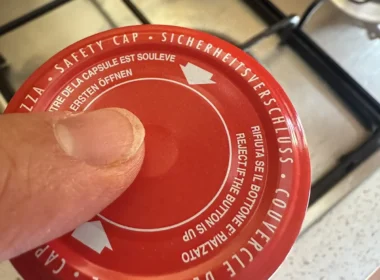 ZZA • SAFETY CAP • SICHERHEITSVERSCHLUSS • COUVERCLE DE
TRE DE LA CAPSULE EST SOULEVE
ERSTEN ÖFFNEN
RIFIUTA SE IL BOTTONE E' RIALZATO
REJECT IF THE BUTTON IS UP
CAP